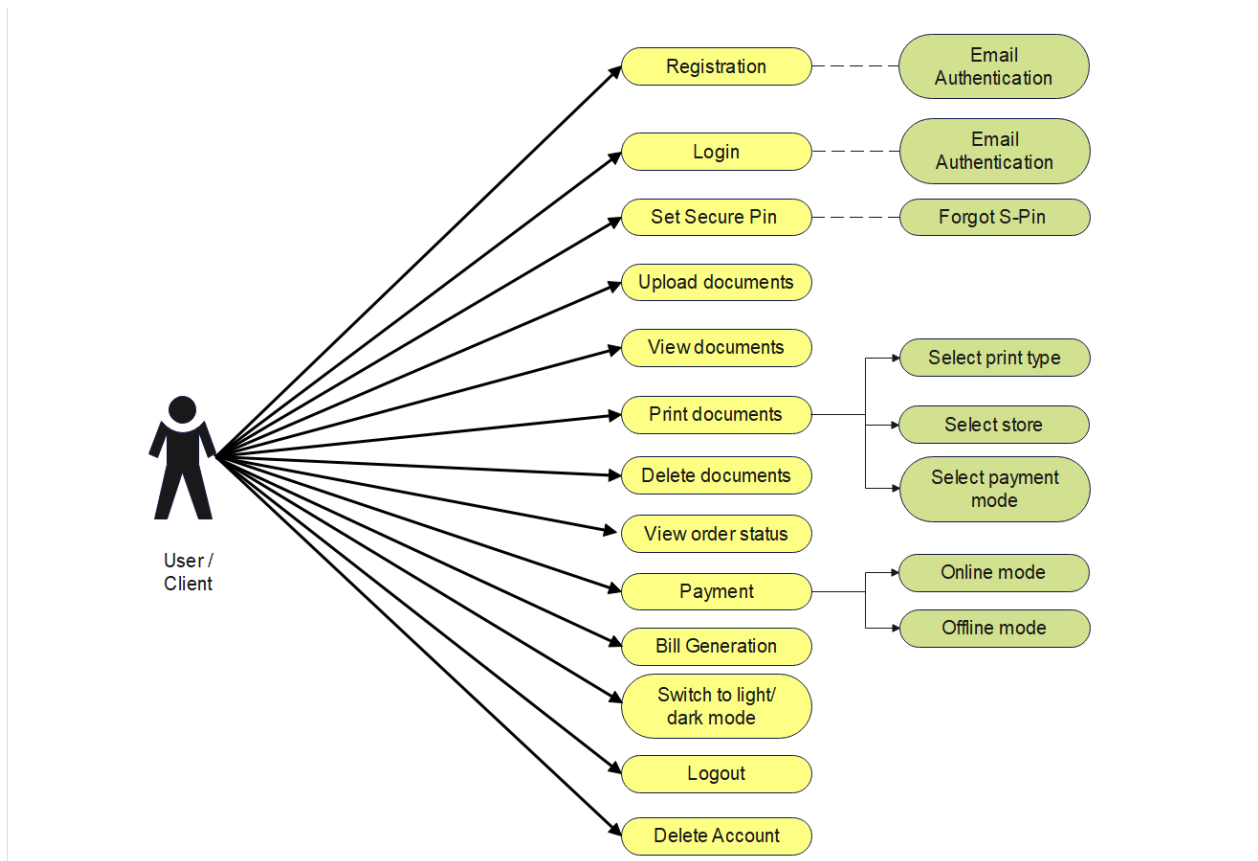 Registration
Email
Authentication
Login
Email
Authentication
Set Secure Pin
Forgot S-Pin
Upload documents
View documents
Select print type
Print documents
Select store
Delete documents
Select payment
mode
View order status
User /
Client
Payment
Online mode
Offline mode
Bill Generation
Switch to light/
dark mode
Logout
Delete Account